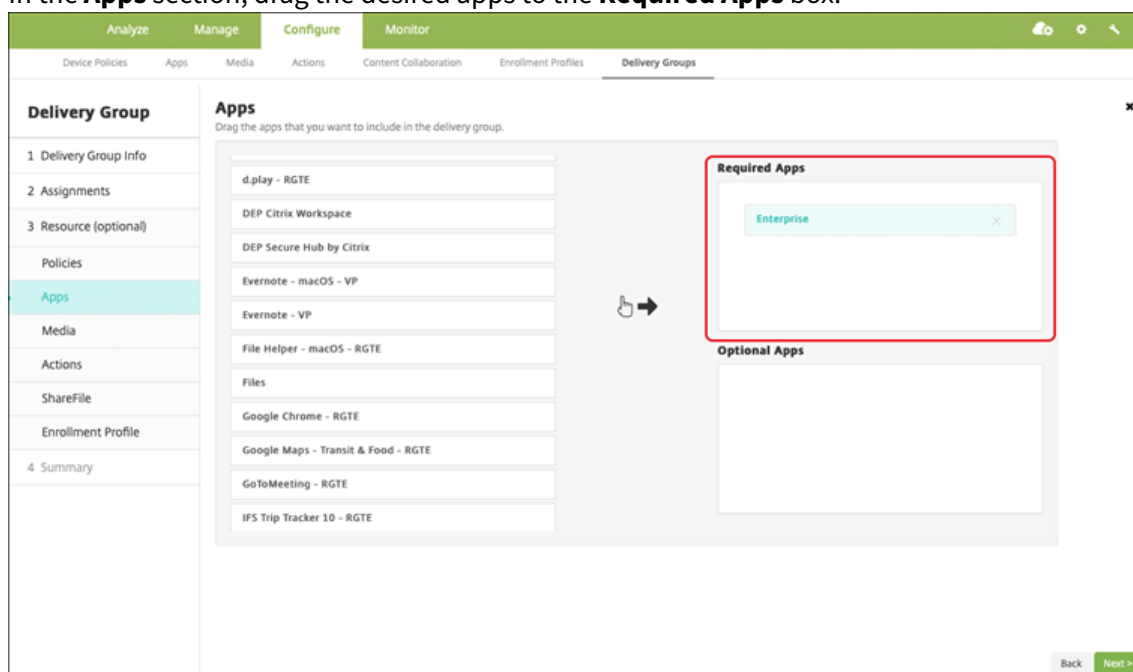 In the Apps section, drag the desired apps to the Required Apps box.
Analyze Manage Configure Monitor
Device Policies Apps Media Actions Content Collaboration Enrollment Profiles Delivery Groups
Delivery Group
1 Delivery Group Info
2 Assignments
3 Resource (optional)
Policies
Apps
Media
Actions
ShareFile
Enrollment Profile
4 Summary
Apps
Drag the apps that you want to include in the delivery group.
d.play - RGTE
DEP Citrix Workspace
DEP Secure Hub by Citrix
Evernote - macOS - VP
Evernote - VP
File Helper - macOS - RGTE
Files
Google Chrome - RGTE
Google Maps - Transit & Food - RGTE
GoToMeeting - RGTE
IFS Trip Tracker 10 - RGTE
Required Apps
Enterprise
Optional Apps
Back Next >